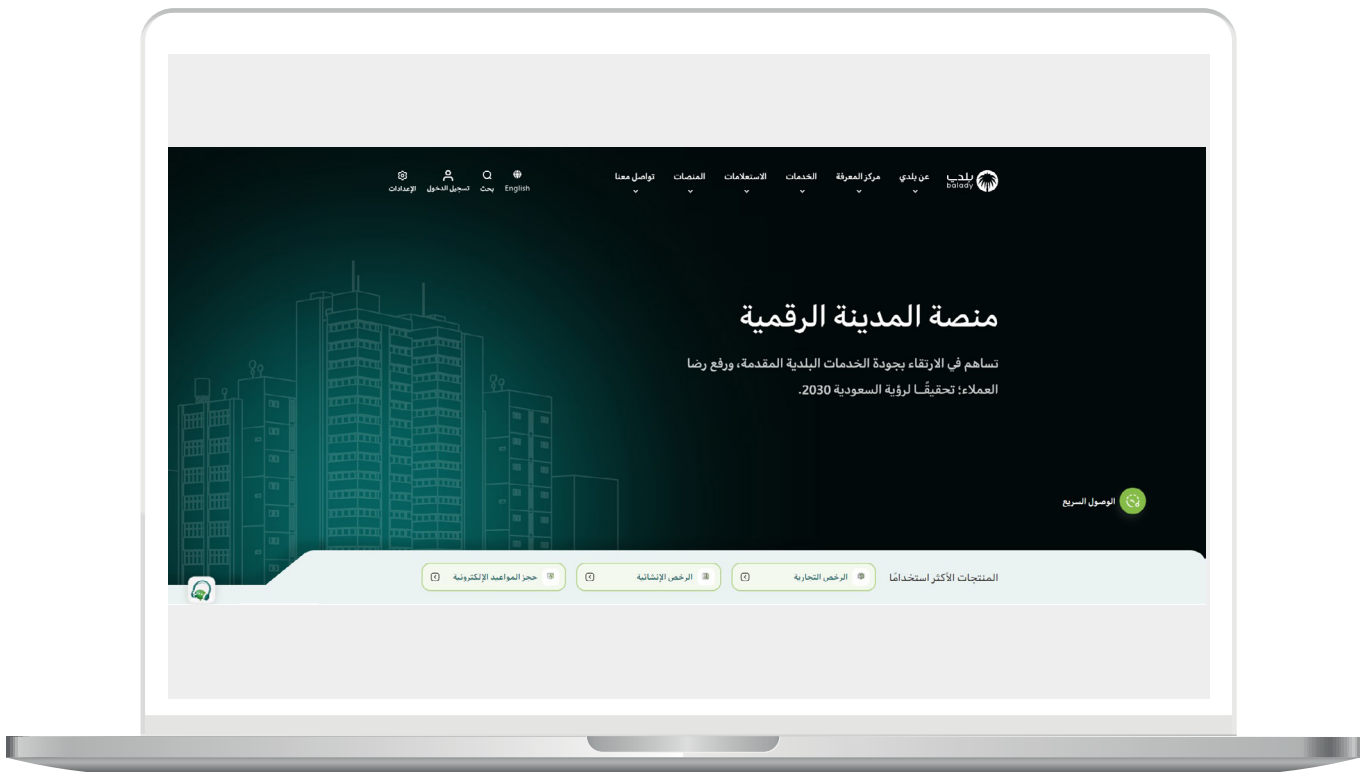 بلدي
balady
عن بلدي
مركز المعرفة
الخدمات
الاستعلامات
المنصات
تواصل معنا
English
بحث
تسجيل الدخول
الإعدادات
منصة المدينة الرقمية
تساهم في الارتقاء بجودة الخدمات البلدية المقدمة، ورفع رضا
العملاء؛ تحقيقًــا لرؤية السعودية 2030.
الوصول السريع
المنتجات الأكثر استخدامًا
الرخص التجارية
الرخص الإنشائية
حجز المواعيد الإلكترونية